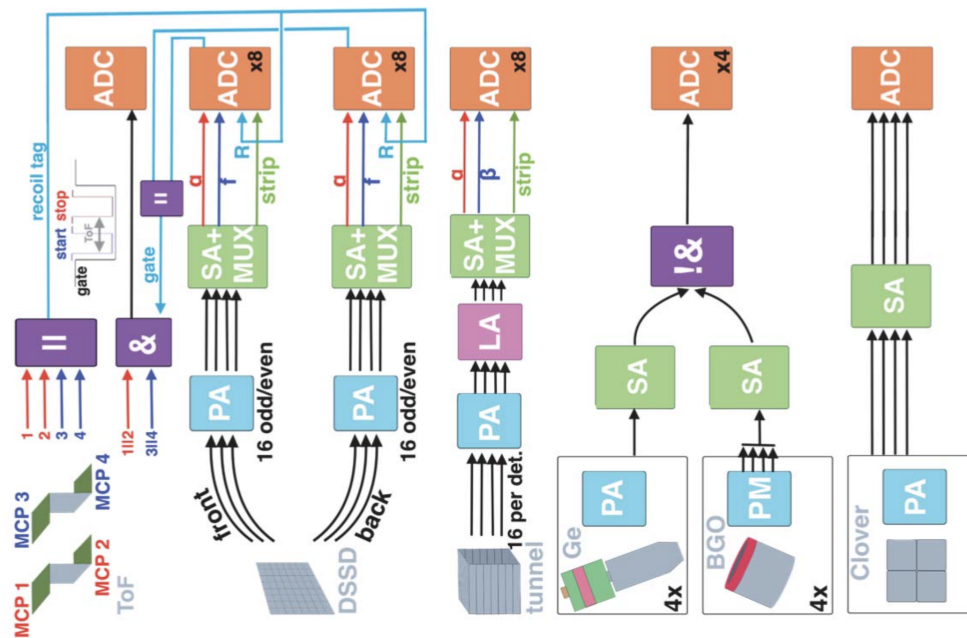 MCP 1
MCP 2
MCP 3
MCP 4
ToF
1
2
3
4
||
recoil tag
gate
start
stop
ToF
1||2
3||4
&
gate
||
ADC
front
PA
16 odd/even
SA+
MUX
α
f
R
strip
ADC
x8
DSSD
back
PA
16 odd/even
SA+
MUX
α
f
R
strip
ADC
x8
tunnel
16 per det.
PA
LA
SA+
MUX
α
β
strip
ADC
x8
Ge
4x
PA
SA
!&
ADC
x4
BGO
4x
PM
SA
Clover
PA
SA
ADC